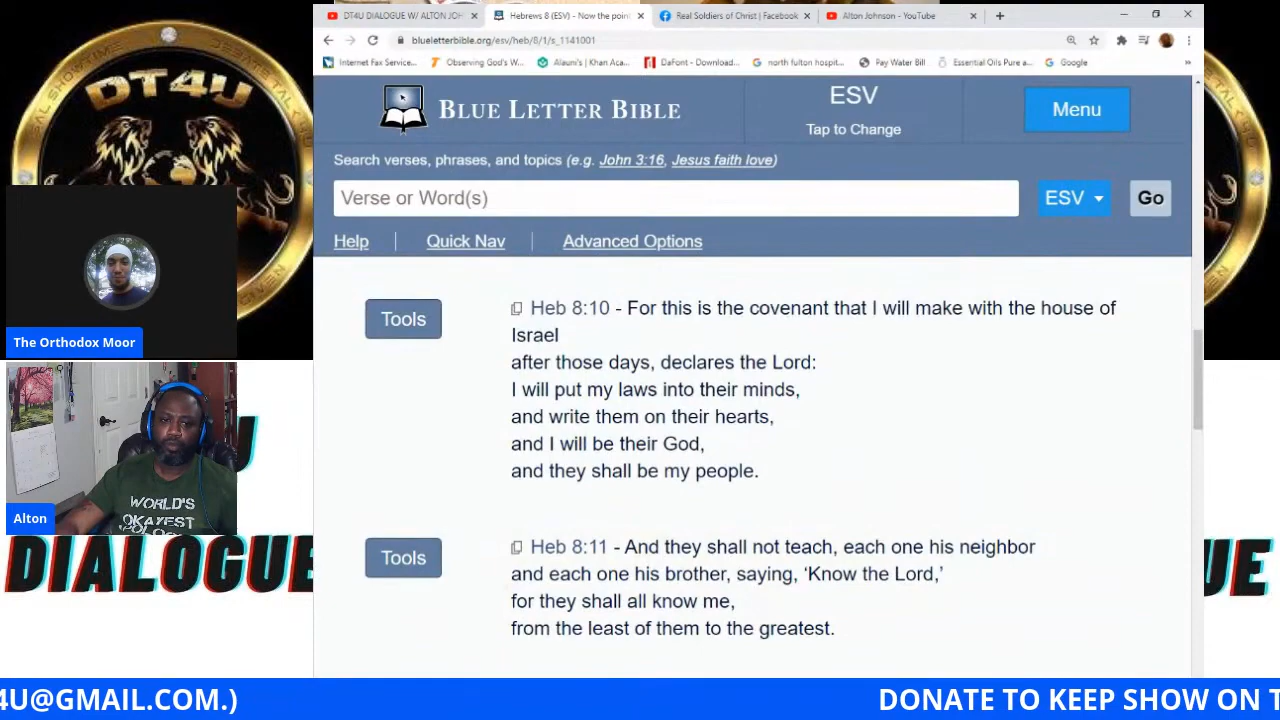 DT4U DIALOGUE W/ ALTON JOH
Hebrews 8 (ESV) - Now the poin
Real Soldiers of Christ | Facebook
Alton Johnson - YouTube
blueletterbible.org/esv/heb/8/1/s_1141001
Internet Fax Service...
Observing God's W...
Alauni's | Khan Aca...
DaFont - Download...
north fulton hospit...
Pay Water Bill
Essential Oils Pure a...
Google
DT4U
BLUE LETTER BIBLE
ESV
Tap to Change
Menu
Search verses, phrases, and topics (e.g. John 3:16, Jesus faith love)
Verse or Word(s)
ESV
Go
Help
Quick Nav
Advanced Options
Tools
Heb 8:10 - For this is the covenant that I will make with the house of
Israel
after those days, declares the Lord:
I will put my laws into their minds,
and write them on their hearts,
and I will be their God,
and they shall be my people.
Tools
Heb 8:11 - And they shall not teach, each one his neighbor
and each one his brother, saying, ‘Know the Lord,’
for they shall all know me,
from the least of them to the greatest.
The Orthodox Moor
WORLD'S
OKAYEST
Alton
DIALOGUE
UE
4U@GMAIL.COM.)
DONATE TO KEEP SHOW ON T